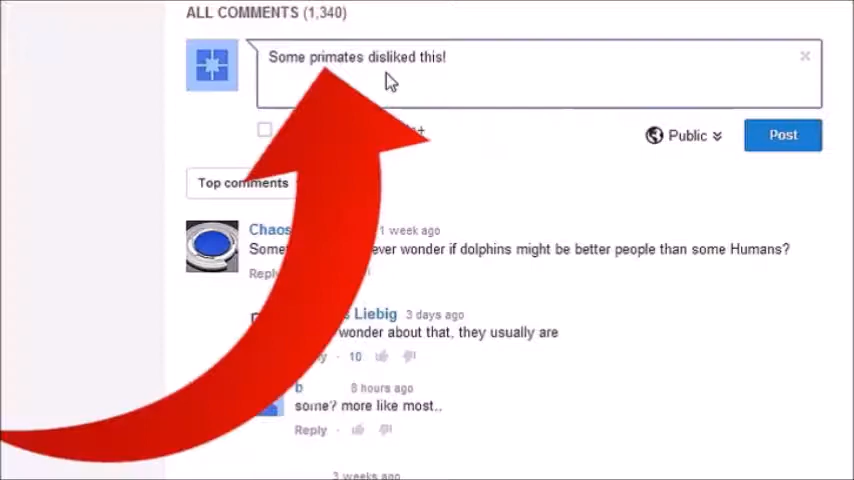 ALL COMMENTS (1,340)
Some primates disliked this!
Public
Post
Top comments
Chaos
1 week ago
ever wonder if dolphins might be better people than some Humans?
Liebig 3 days ago
wonder about that, they usually are
10
b 8 hours ago
some? more like most..
Reply
3 weeks ago